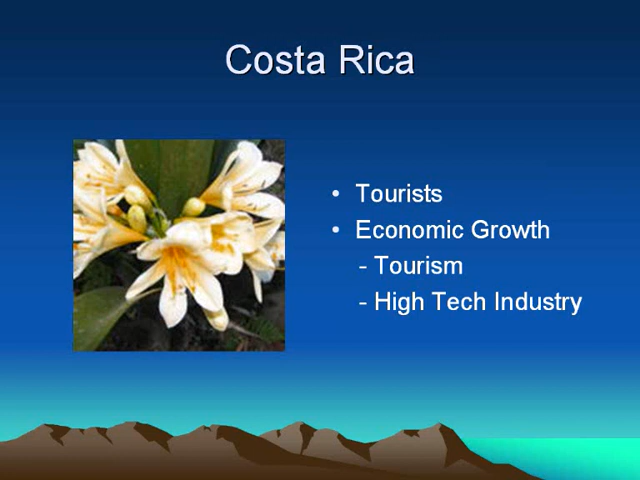 Costa Rica
• Tourists
• Economic Growth
- Tourism
- High Tech Industry